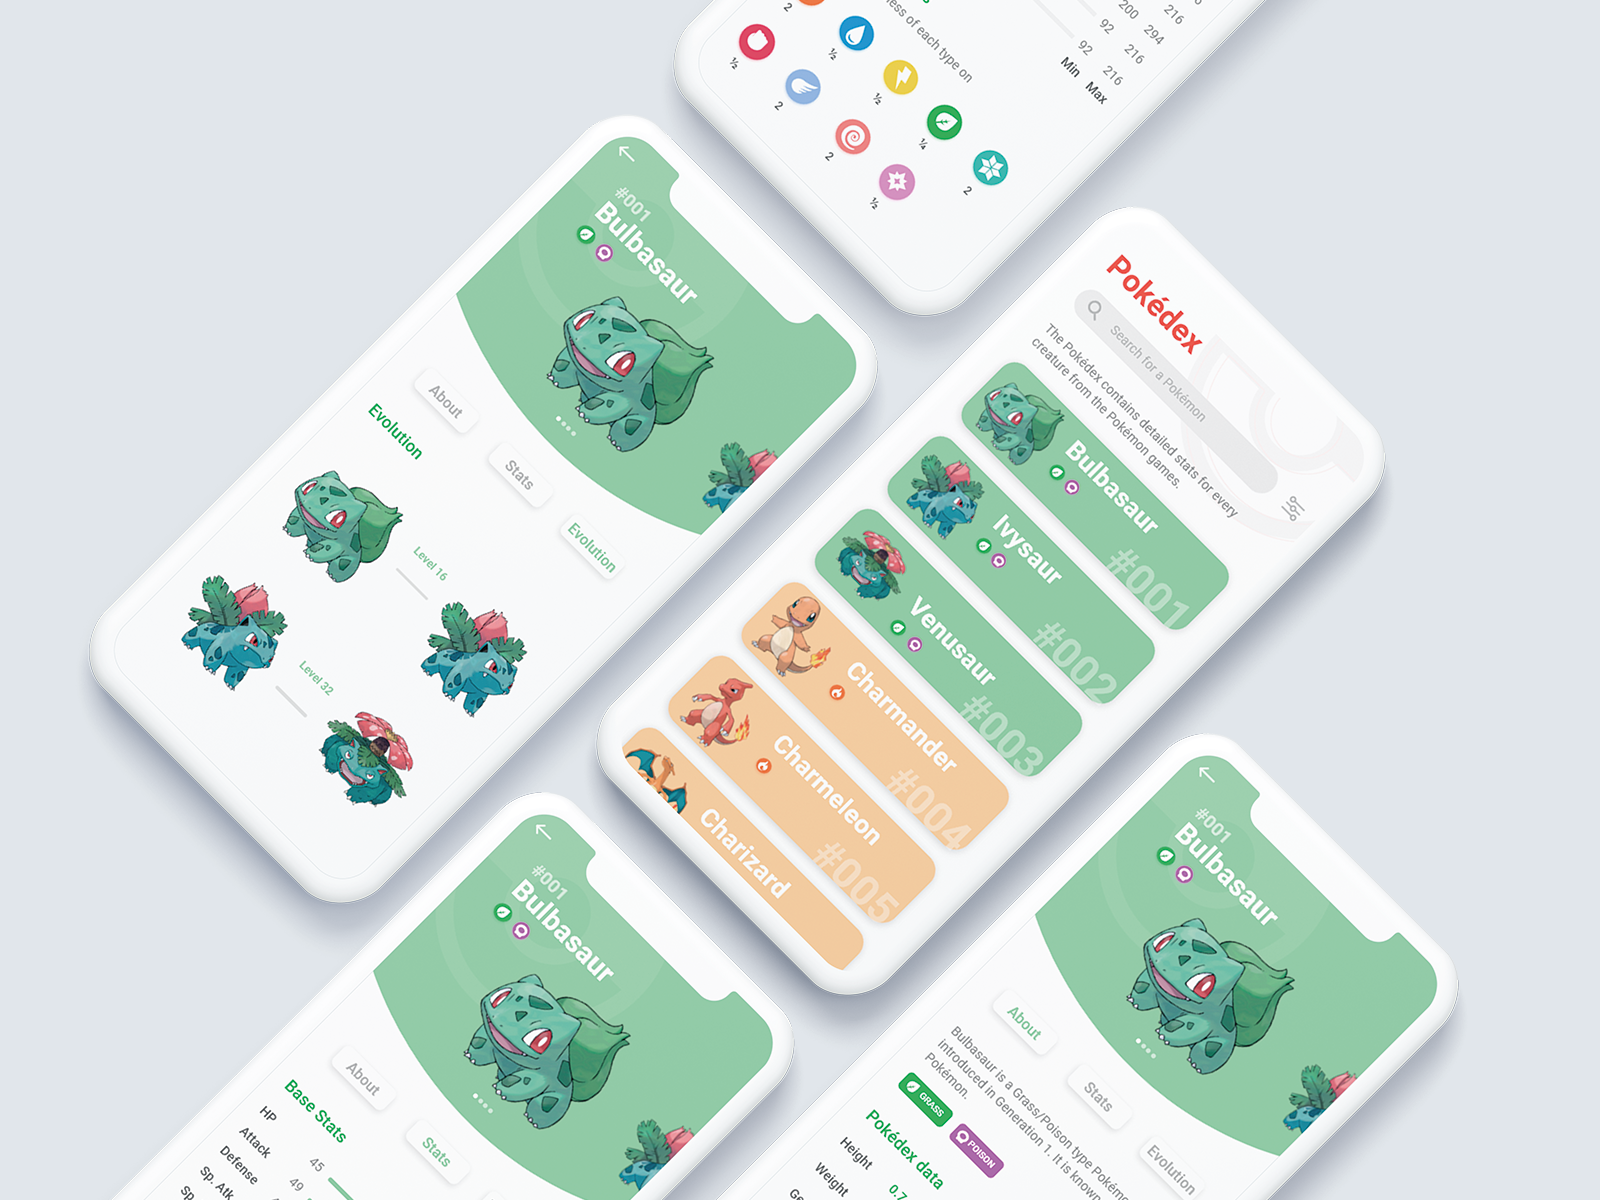 ness of each type on
2
½
½
2
½
2
¼
½
2
200
216
92
294
92
216
Min
216
Max
#001
Bulbasaur
About
Stats
Evolution
Evolution
Level 16
Level 32
Pokédex
Search for a Pokémon
The Pokédex contains detailed stats for every
creature from the Pokémon games.
Bulbasaur
#001
Ivysaur
#002
Venusaur
#003
Charmander
#004
Charmeleon
#005
Charizard
#001
Bulbasaur
About
Stats
Base Stats
HP
45
Attack
49
Defense
Sp. Atk
Sp.
#001
Bulbasaur
About
Stats
Evolution
Bulbasaur is a Grass/Poison type Pokémo
introduced in Generation 1. It is known
Pokémon.
GRASS
POISON
Pokédex data
Height
0.7
Weight